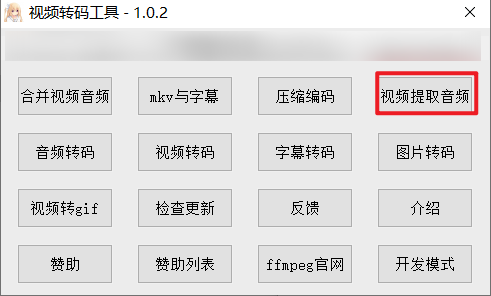 视频转码工具 - 1.0.2
合并视频音频 mkv与字幕 压缩编码 视频提取音频
音频转码 视频转码 字幕转码 图片转码
视频转gif 检查更新 反馈 介绍
赞助 赞助列表 ffmpeg官网 开发模式